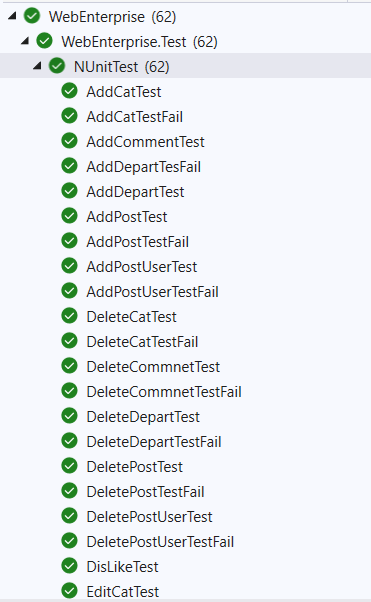 WebEnterprise (62)
WebEnterprise.Test (62)
NUnitTest (62)
AddCatTest
AddCatTestFail
AddCommentTest
AddDepartTesFail
AddDepartTest
AddPostTest
AddPostTestFail
AddPostUserTest
AddPostUserTestFail
DeleteCatTest
DeleteCatTestFail
DeleteCommnetTest
DeleteCommnetTestFail
DeleteDepartTest
DeleteDepartTestFail
DeletePostTest
DeletePostTestFail
DeletePostUserTest
DeletePostUserTestFail
DisLikeTest
EditCatTest